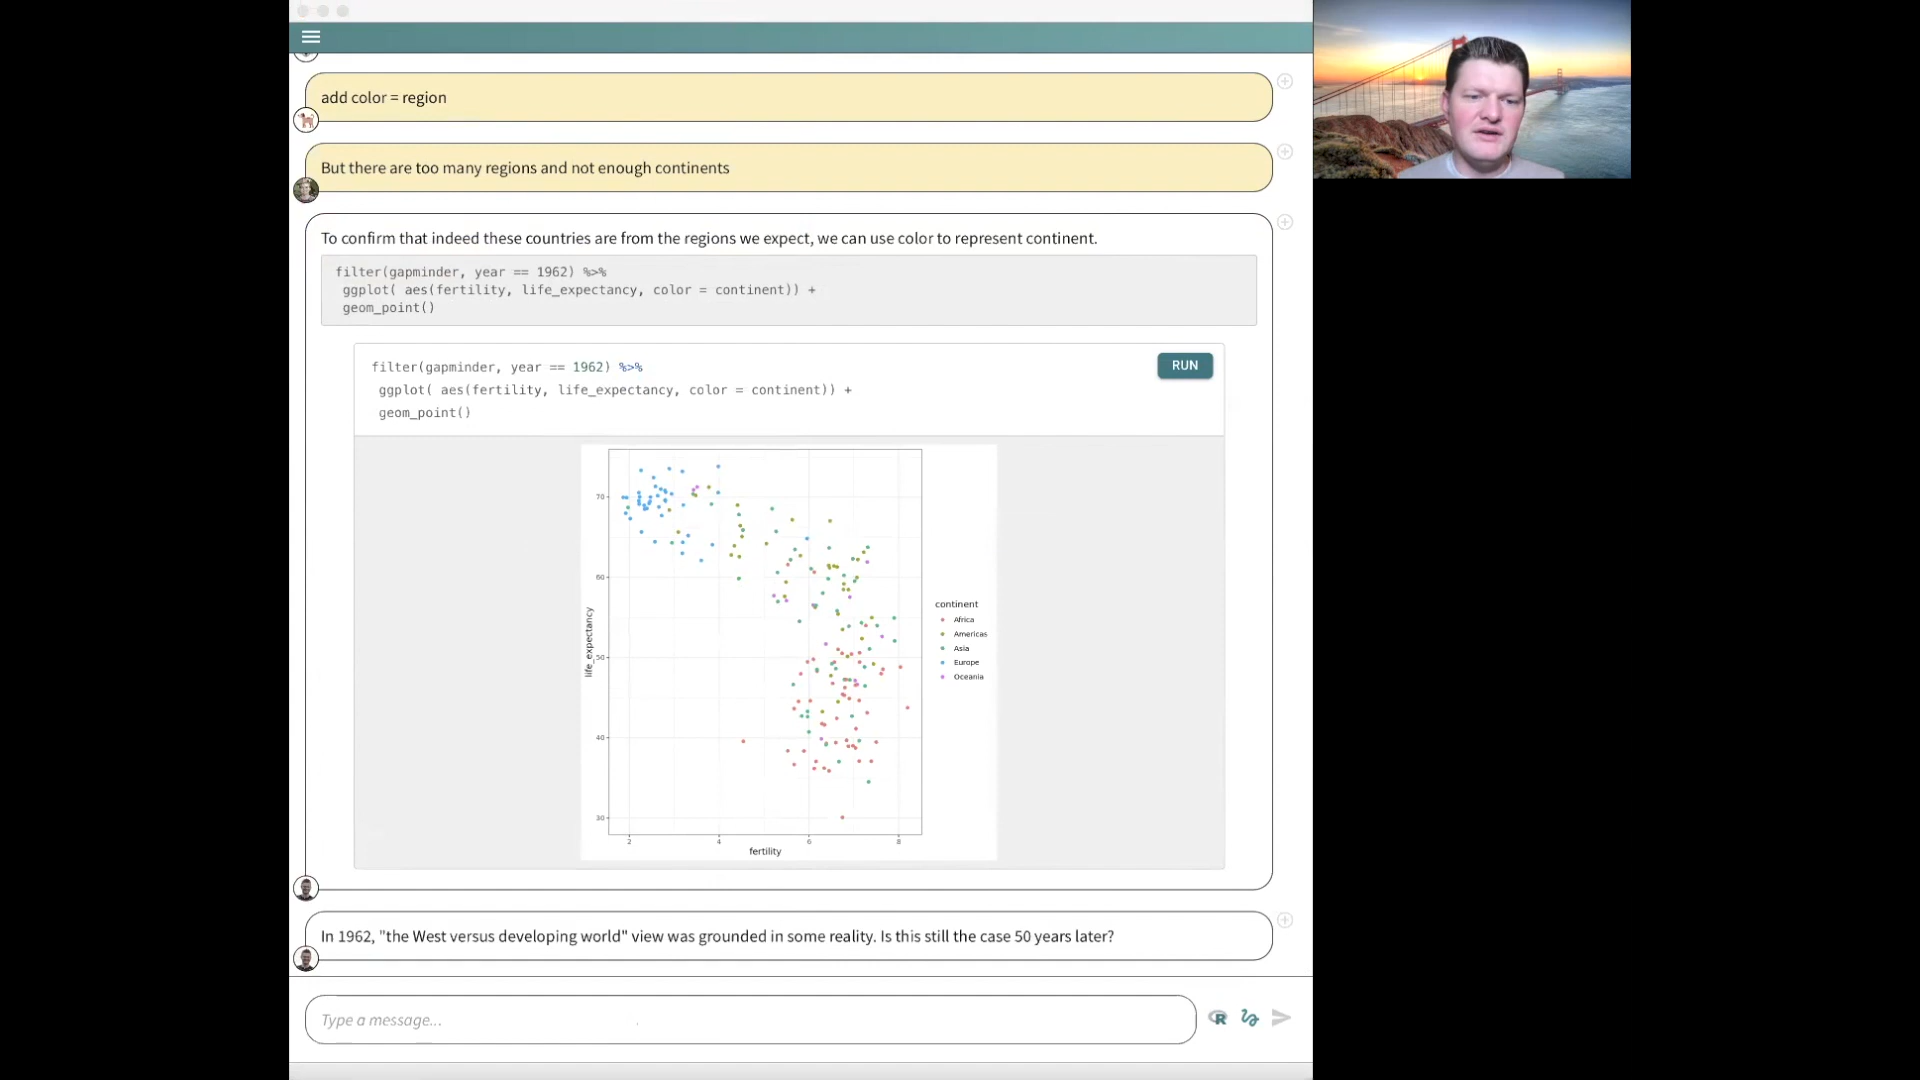 add color = region
But there are too many regions and not enough continents
To confirm that indeed these countries are from the regions we expect, we can use color to represent continent.
filter(gapminder, year == 1962) %>%
ggplot( aes(fertility, life_expectancy, color = continent)) +
geom_point()
filter(gapminder, year == 1962) %>%
ggplot( aes(fertility, life_expectancy, color = continent)) +
geom_point()
RUN
70
60
50
40
30
life_expectancy
2 4 6 8
fertility
continent
Africa
Americas
Asia
Europe
Oceania
In 1962, "the West versus developing world" view was grounded in some reality. Is this still the case 50 years later?
Type a message...
R